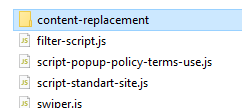 content-replacement
filter-script.js
script-popup-policy-terms-use.js
script-standart-site.js
swiper.js